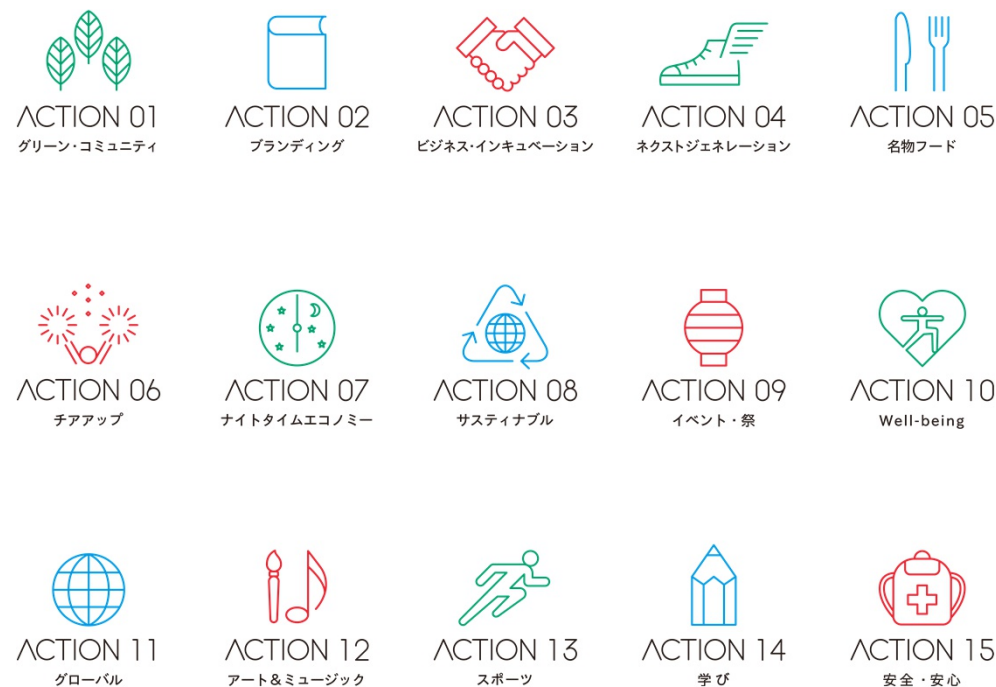 ACTION 01
グリーン・コミュニティ
ACTION 02
ブランディング
ACTION 03
ビジネス・インキュベーション
ACTION 04
ネクストジェネレーション
ACTION 05
名物フード
ACTION 06
チアアップ
ACTION 07
ナイトタイムエコノミー
ACTION 08
サスティナブル
ACTION 09
イベント・祭
ACTION 10
Well-being
ACTION 11
グローバル
ACTION 12
アート&ミュージック
ACTION 13
スポーツ
ACTION 14
学び
ACTION 15
安全・安心